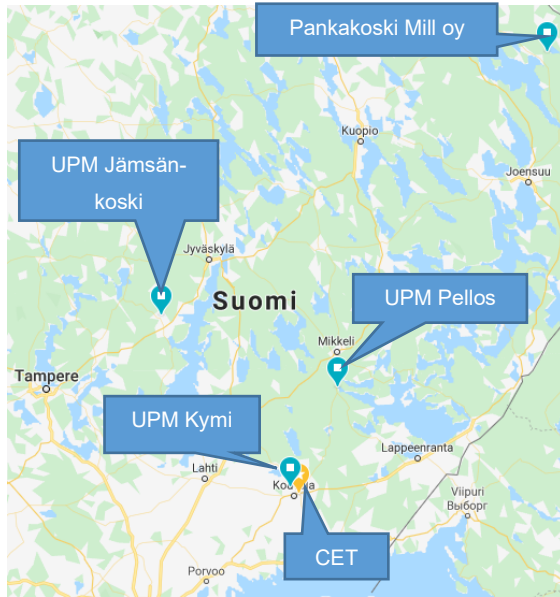 Pankakoski Mill oy
Kuopio
UPM Jämsän-
koski
Joensuu
Jyväskylä
Suomi
UPM Pellos
Mikkeli
Tampere
UPM Kymi
Lappeenranta
Lahti
Viipuri
Выборг
CET
Porvoo